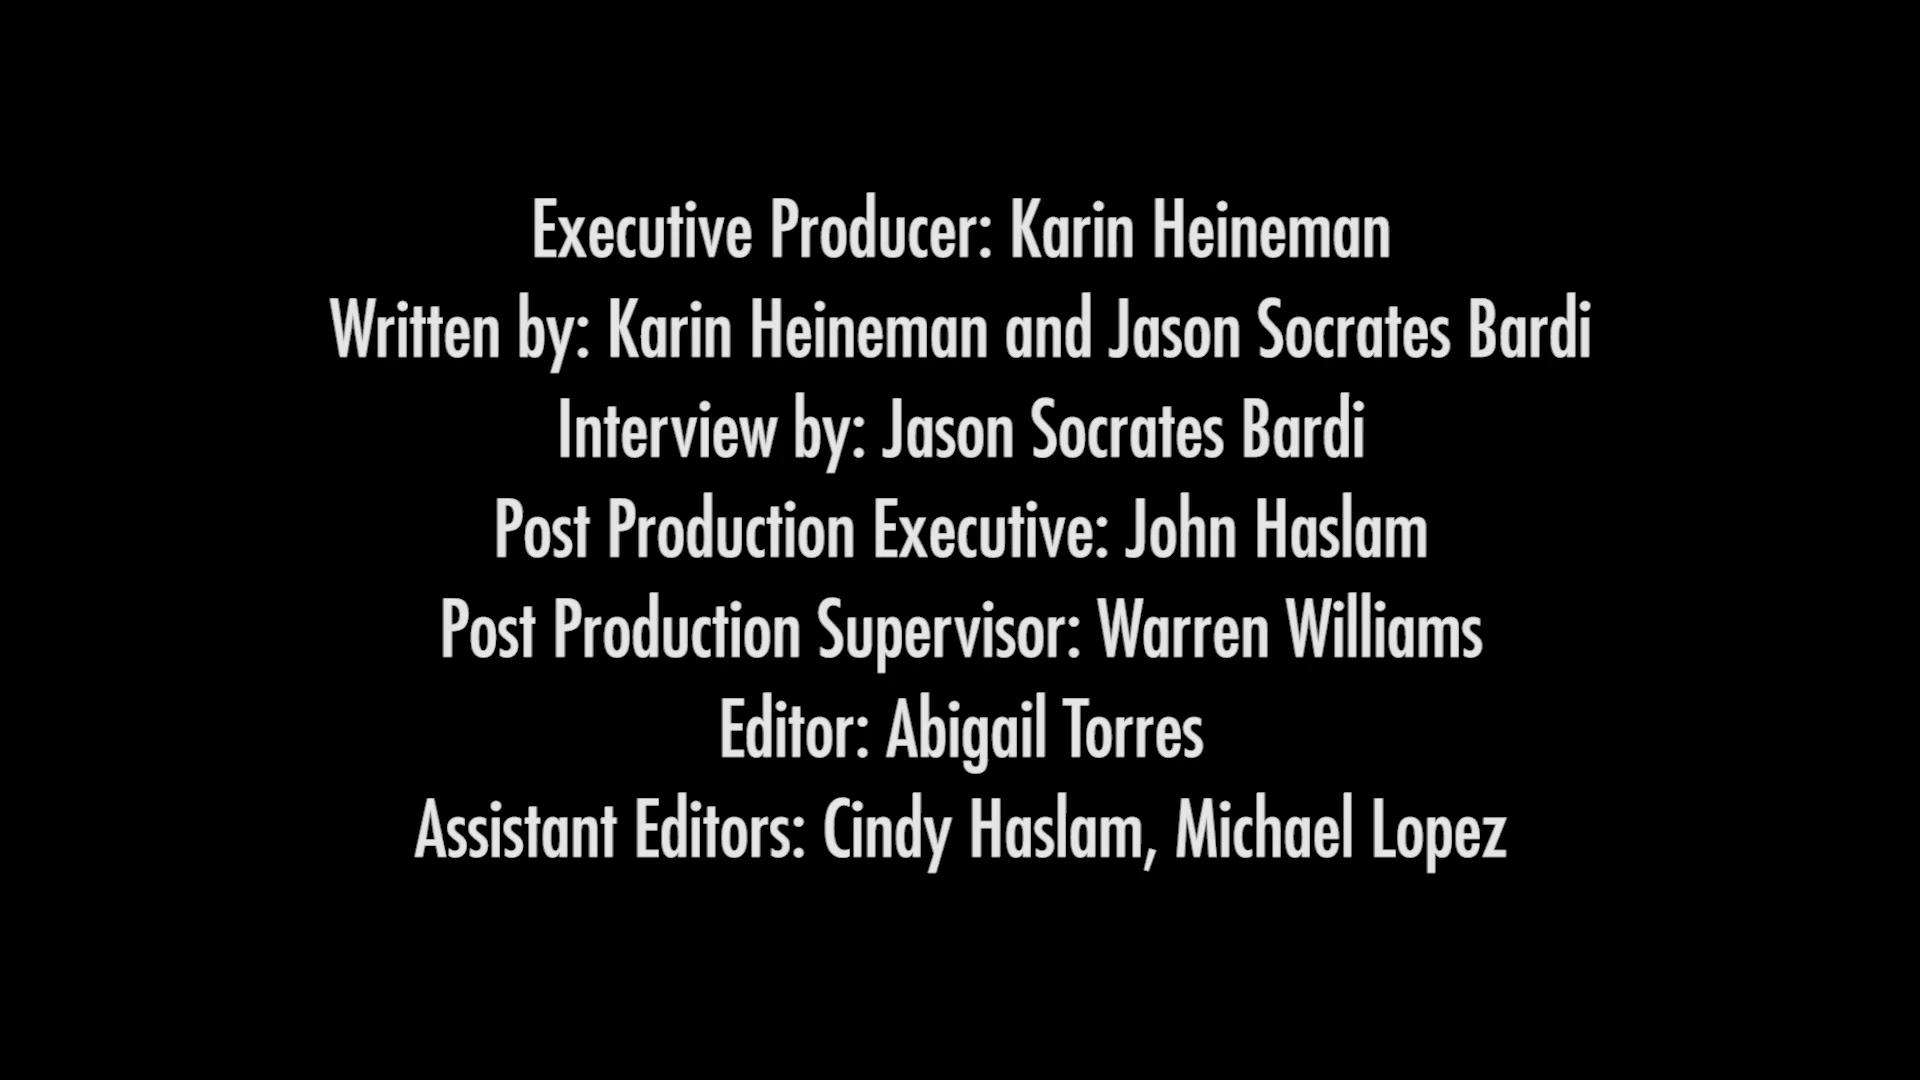 Executive Producer: Karin Heineman
Written by: Karin Heineman and Jason Socrates Bardi
Interview by: Jason Socrates Bardi
Post Production Executive: John Haslam
Post Production Supervisor: Warren Williams
Editor: Abigail Torres
Assistant Editors: Cindy Haslam, Michael Lopez